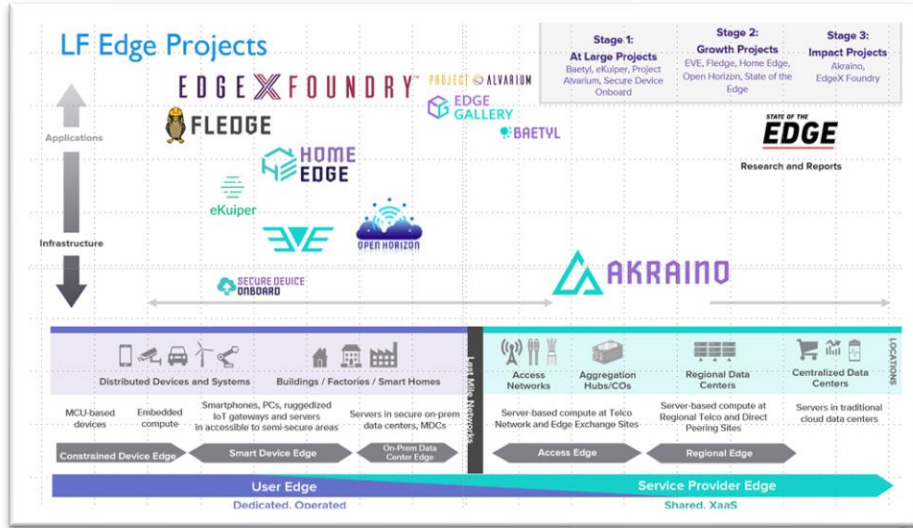 LF Edge Projects
EDGE X FOUNDRY™
PROJECT ALVARIUM
EDGE
GALLERY
BAETYL
Stage 1:
At Large Projects
Baetyl, eKuiper, Project
Alvarium, Secure Device
Onboard
Stage 2:
Growth Projects
EVE, Fledge, Home Edge,
Open Horizon, State of the
Edge
Stage 3:
Impact Projects
Akraino,
EdgeX Foundry
Applications
FLEDGE
HOME
EDGE
STATE OF THE
EDGE
Research and Reports
eKuiper
Infrastructure
EVE
OPEN HORIZON
SECURE DEVICE
ONBOARD
AKRAINO
Distributed Devices and Systems
Buildings / Factories / Smart Homes
Last Mile Networks
Access
Networks
Aggregation
Hubs/COs
Regional Data
Centers
Centralized Data
Centers
LOCATIONS
MCU-based
devices
Embedded
compute
Smartphones, PCs, ruggedized
IoT gateways and servers
in accessible to semi-secure areas
Servers in secure on-prem
data centers, MDCs
Server-based compute at Telco
Network and Edge Exchange Sites
Server-based compute at
Regional Telco and Direct
Peering Sites
Servers in traditional
cloud data centers
Constrained Device Edge
Smart Device Edge
On-Prem Data
Center Edge
Access Edge
Regional Edge
User Edge
Service Provider Edge
Dedicated, Operated
Shared, XaaS